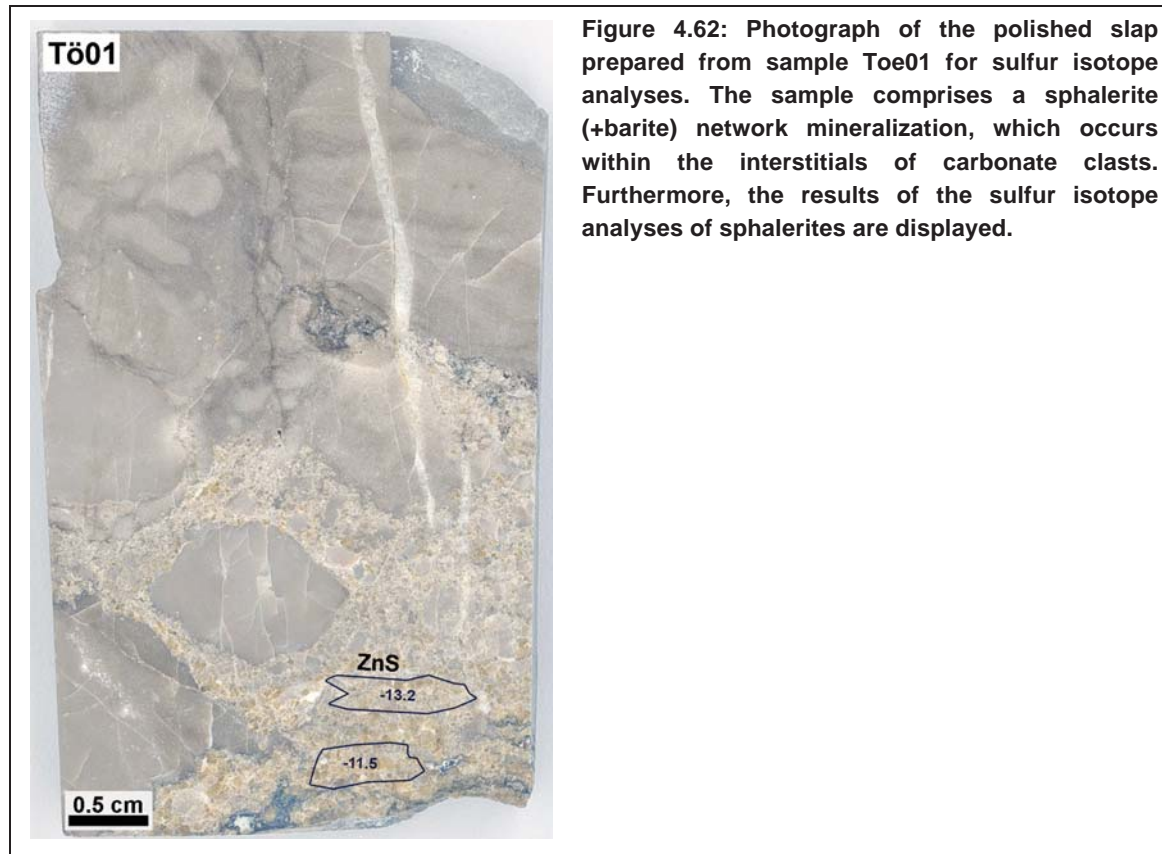 Tö01
Figure 4.62: Photograph of the polished slap
prepared from sample Toe01 for sulfur isotope
analyses. The sample comprises a sphalerite
(+barite) network mineralization, which occurs
within the interstitials of carbonate clasts.
Furthermore, the results of the sulfur isotope
analyses of sphalerites are displayed.
ZnS
-13.2
-11.5
0.5 cm